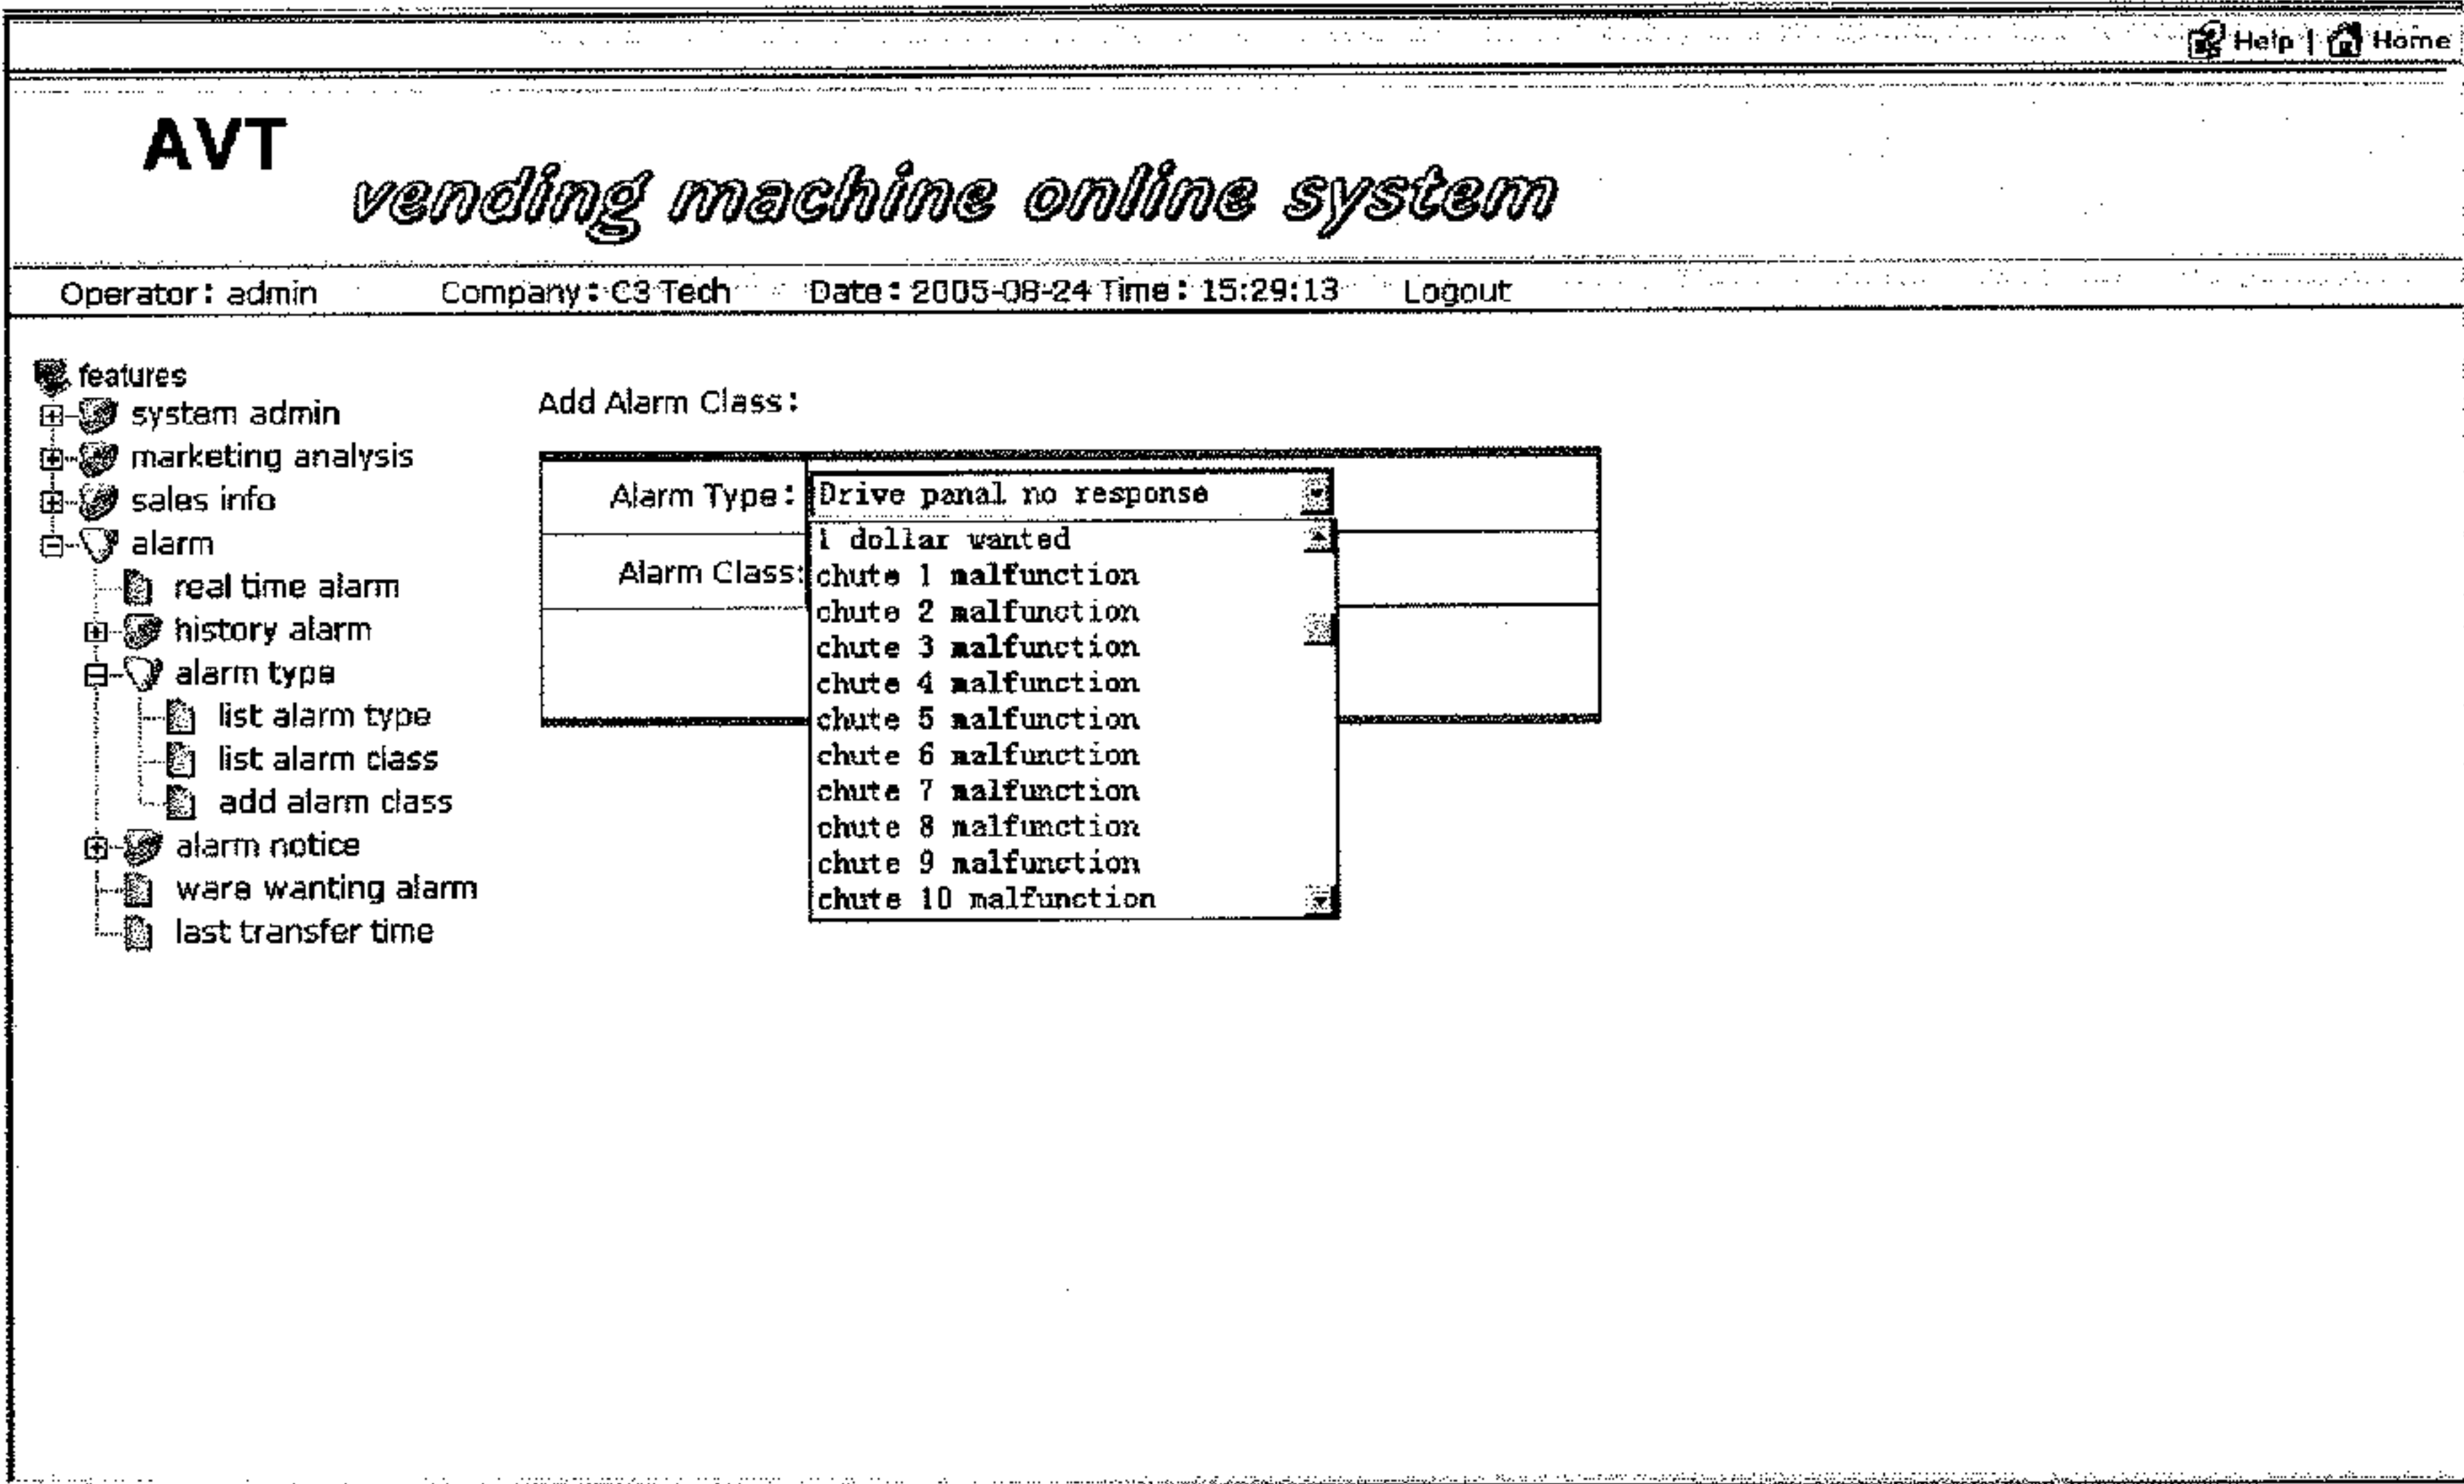 Help | Home
AVT
vending machine online system
Operator: admin Company: C3 Tech Date: 2005-08-24 Time: 15:29:13 Logout
features
system admin
marketing analysis
sales info
alarm
real time alarm
history alarm
alarm type
list alarm type
list alarm class
add alarm class
alarm notice
ware wanting alarm
last transfer time
Add Alarm Class:
Alarm Type: Drive panal no response
Alarm Class:
1 dollar wanted
chute 1 malfunction
chute 2 malfunction
chute 3 malfunction
chute 4 malfunction
chute 5 malfunction
chute 6 malfunction
chute 7 malfunction
chute 8 malfunction
chute 9 malfunction
chute 10 malfunction